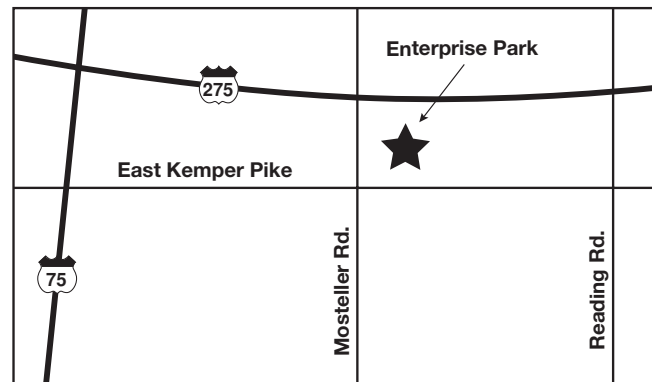 Enterprise Park
275
East Kemper Pike
Mosteller Rd.
Reading Rd.
75